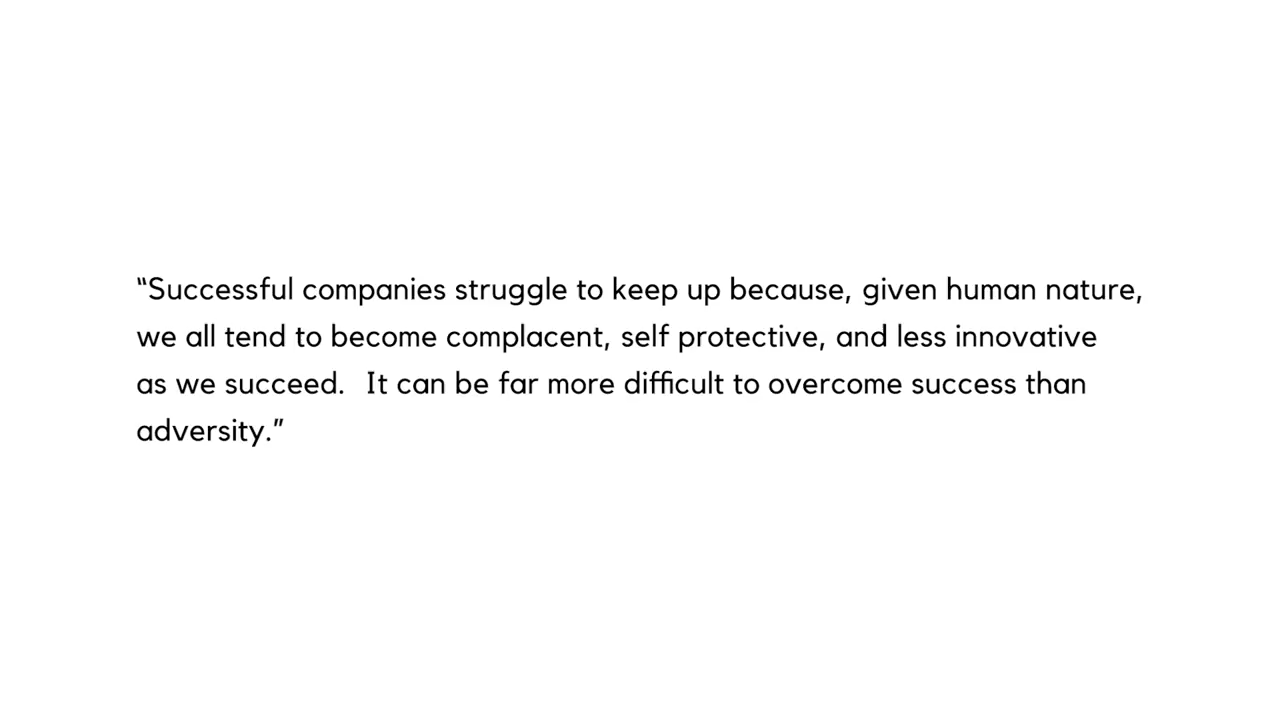 “Successful companies struggle to keep up because, given human nature,
we all tend to become complacent, self protective, and less innovative
as we succeed.  It can be far more difficult to overcome success than
adversity.”